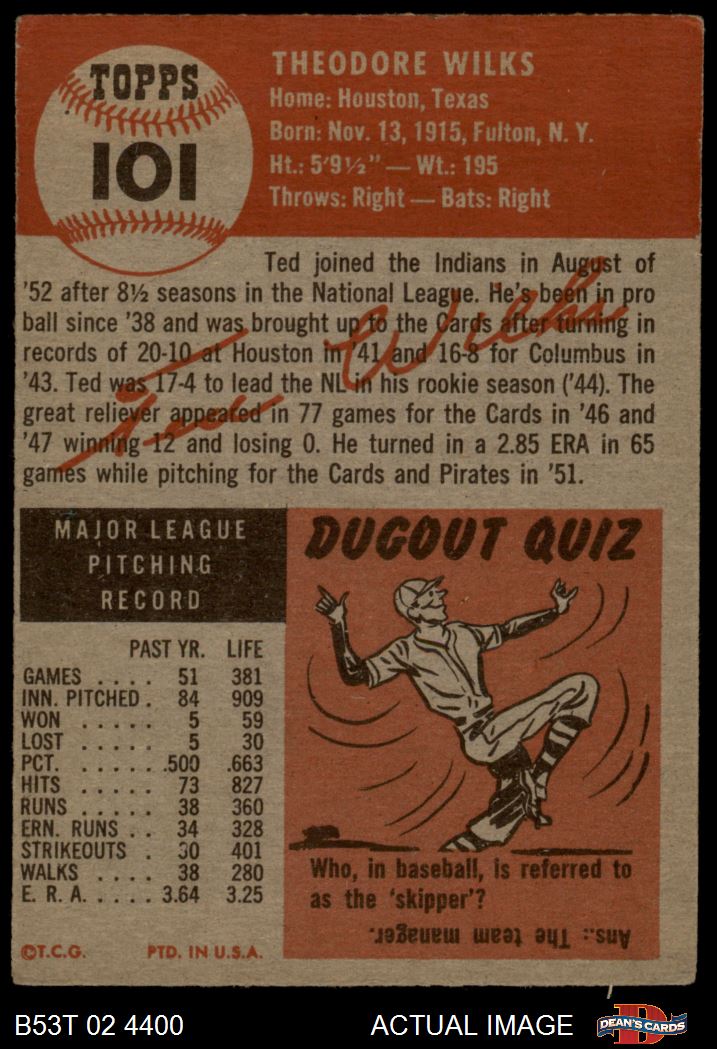 TOPPS
101
THEODORE WILKS
Home: Houston, Texas
Born: Nov. 13, 1915, Fulton, N. Y.
Ht.: 5'9½" — Wt.: 195
Throws: Right — Bats: Right
Ted joined the Indians in August of
'52 after 8½ seasons in the National League. He's been in pro
ball since '38 and was brought up to the Cards after turning in
records of 20-10 at Houston in '41 and 16-8 for Columbus in
'43. Ted was 17-4 to lead the NL in his rookie season ('44). The
great reliever appeared in 77 games for the Cards in '46 and
'47 winning 12 and losing 0. He turned in a 2.85 ERA in 65
games while pitching for the Cards and Pirates in '51.
Ted Wilks
MAJOR LEAGUE
PITCHING
RECORD
PAST YR. LIFE
GAMES . . . . 51 381
INN. PITCHED . 84 909
WON . . . . . 5 59
LOST . . . . . 5 30
PCT. . . . . . .500 .663
HITS . . . . . 73 827
RUNS . . . . . 38 360
ERN. RUNS . . 34 328
STRIKEOUTS . 30 401
WALKS . . . . 38 280
E. R. A. . . . . 3.64 3.25
©T.C.G. PTD. IN U.S.A.
DUGOUT QUIZ
Who, in baseball, is referred to
as the 'skipper'?
Ans.: The team manager.
B53T 02 4400
ACTUAL IMAGE
D
DEAN'S CARDS